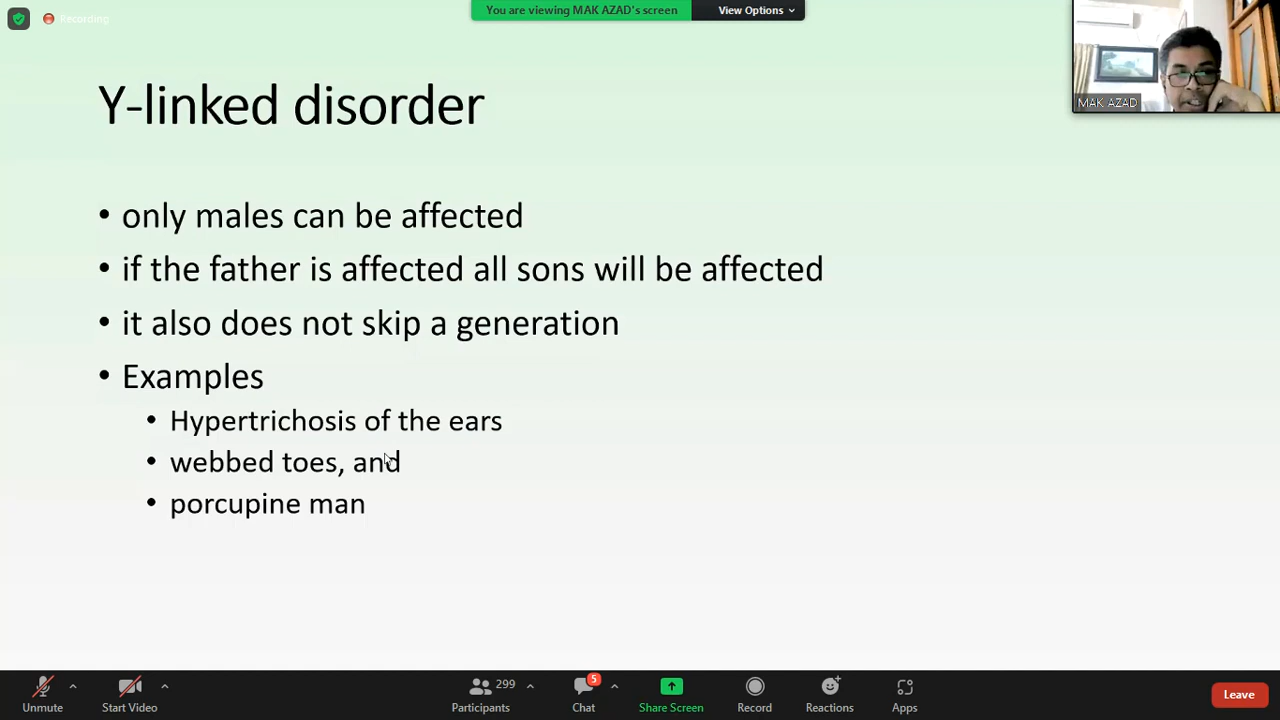 Recording
You are viewing MAK AZAD's screen
View Options
MAK AZAD
Y-linked disorder
• only males can be affected
• if the father is affected all sons will be affected
• it also does not skip a generation
• Examples
• Hypertrichosis of the ears
• webbed toes, and
• porcupine man
Unmute
Start Video
299
Participants
5
Chat
Share Screen
Record
Reactions
Apps
Leave